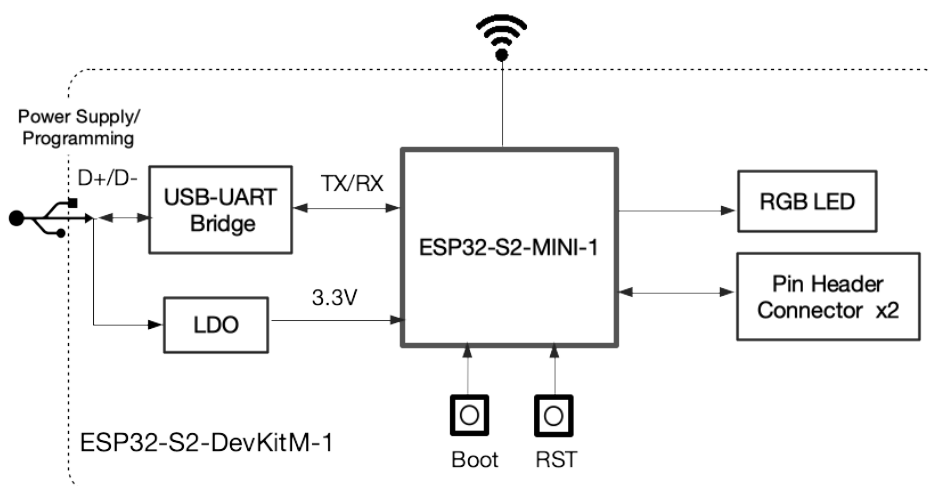 Power Supply/
Programming
D+/D-
USB-UART
Bridge
TX/RX
ESP32-S2-MINI-1
RGB LED
Pin Header
Connector x2
LDO
3.3V
Boot
RST
ESP32-S2-DevKitM-1